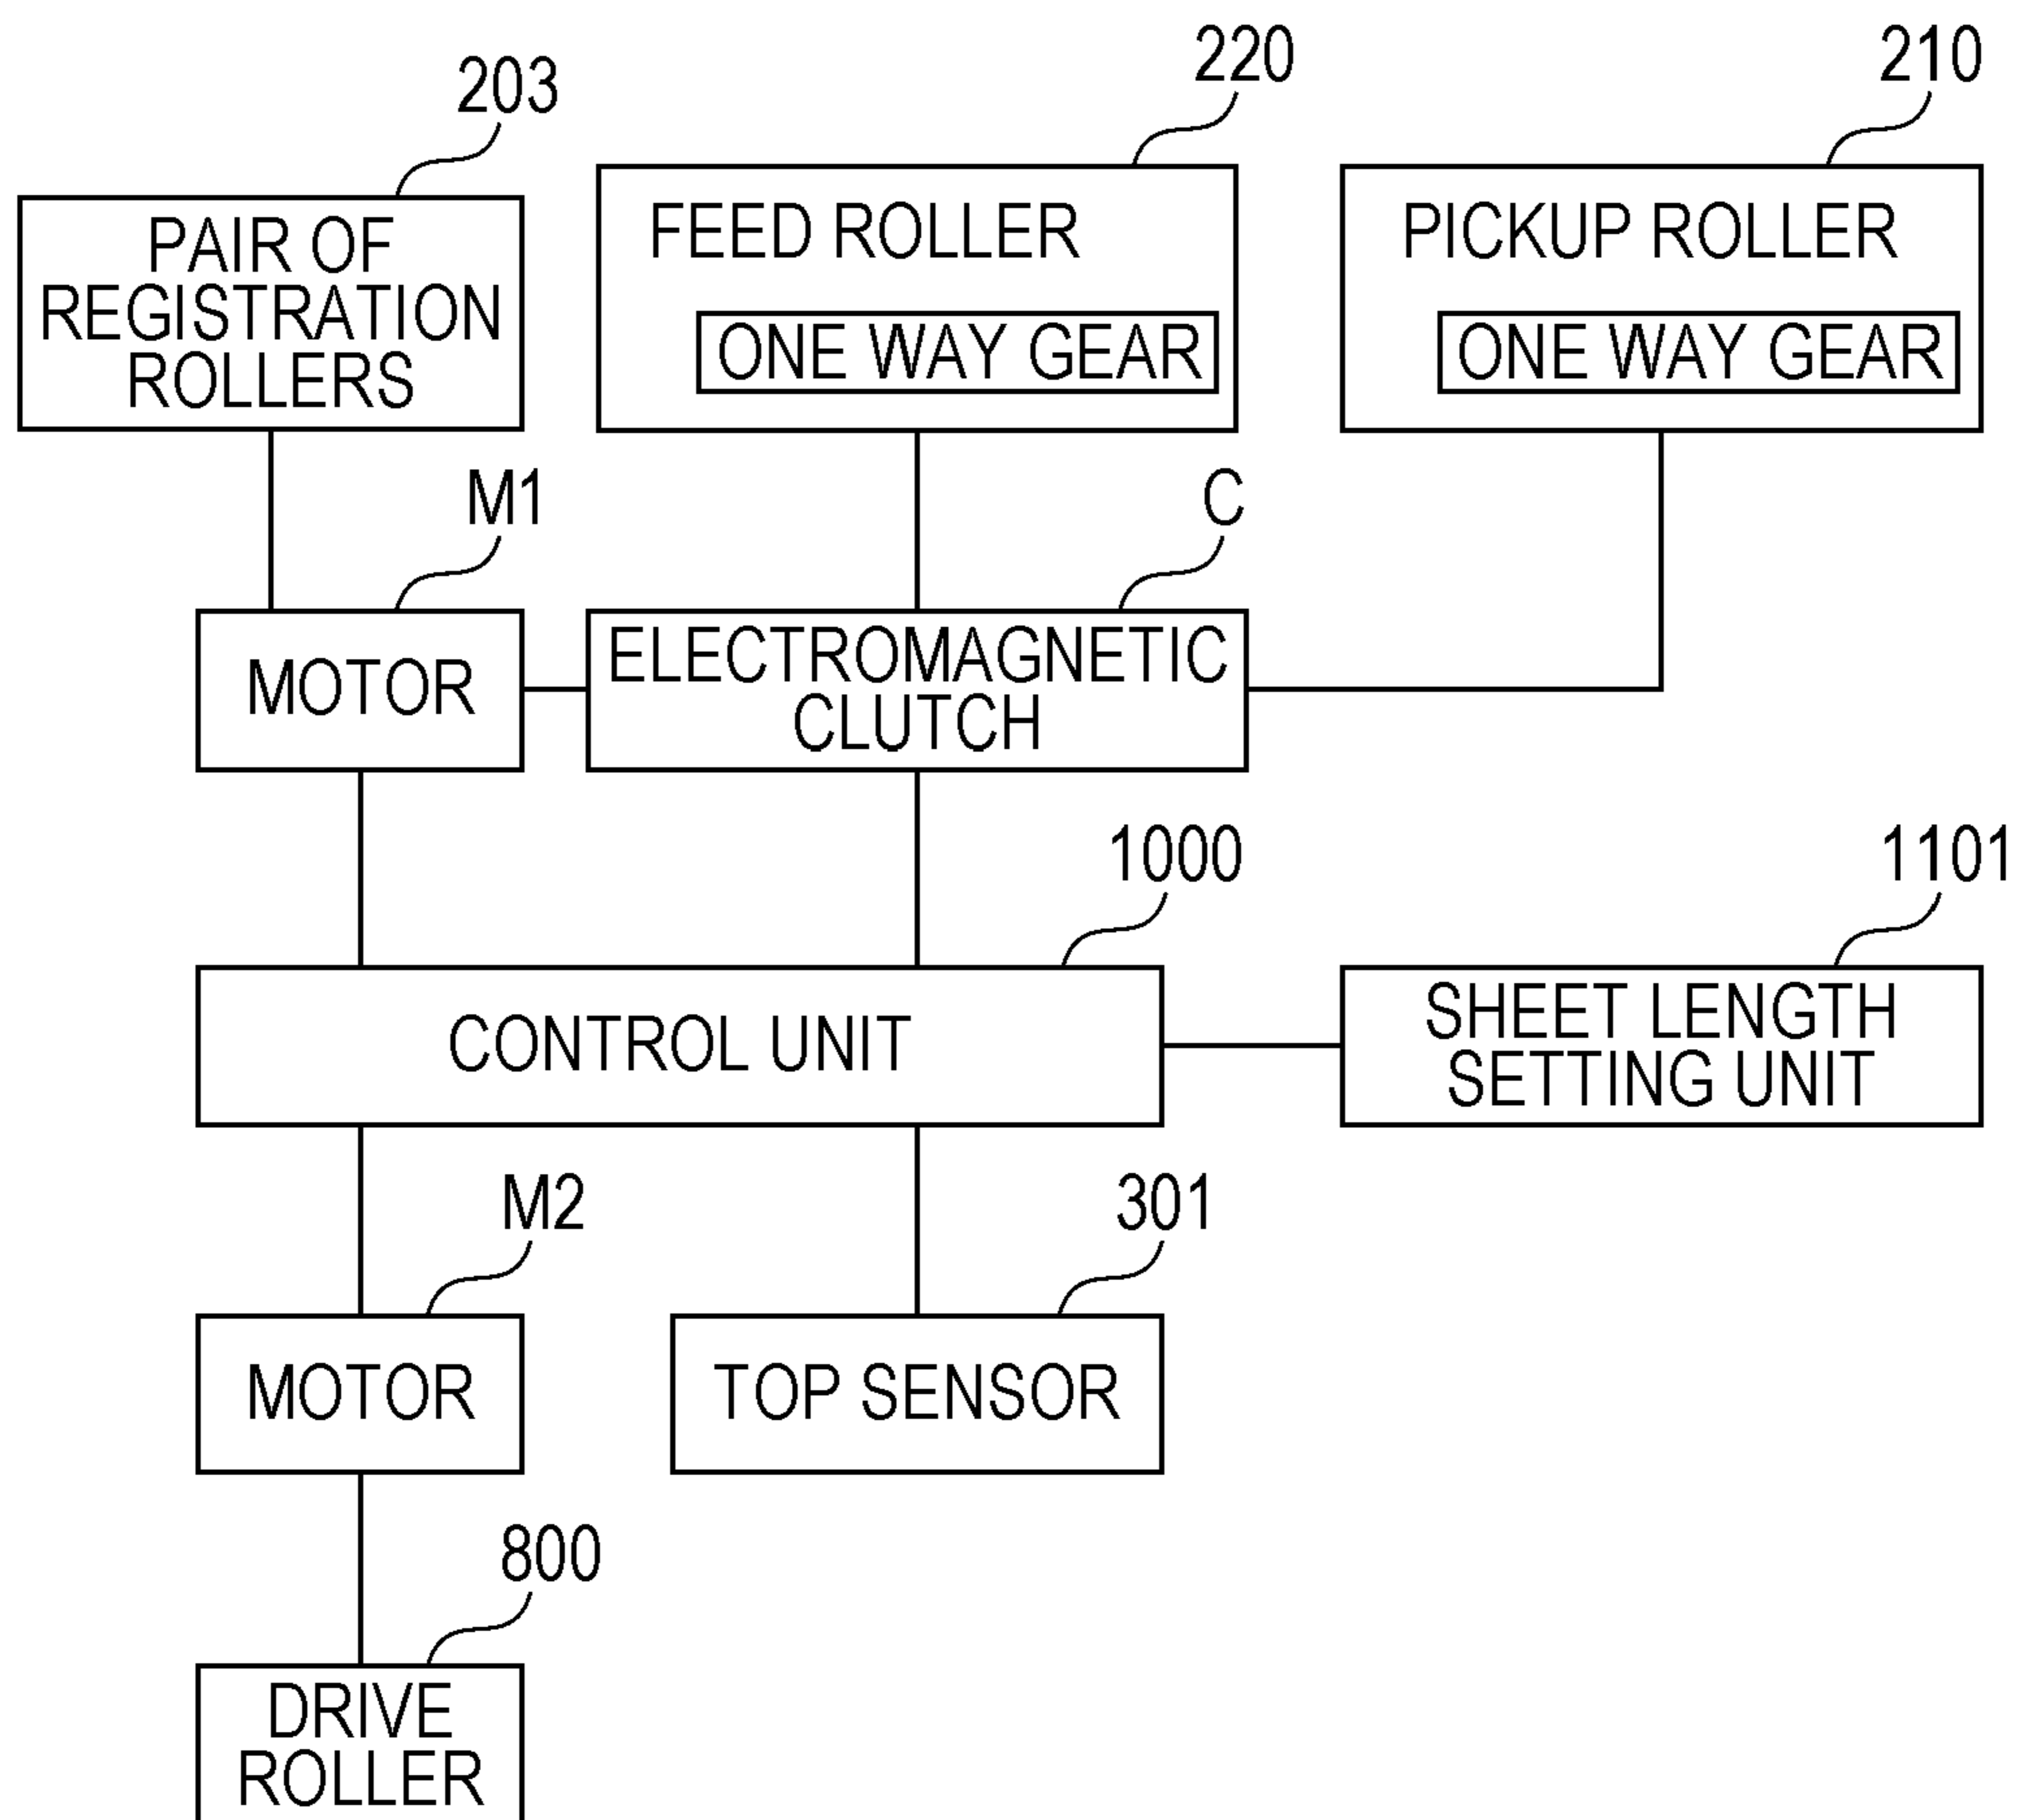 203
220
210
PAIR OF
REGISTRATION
ROLLERS
FEED ROLLER
ONE WAY GEAR
PICKUP ROLLER
ONE WAY GEAR
M1
C
MOTOR
ELECTROMAGNETIC
CLUTCH
1000
1101
CONTROL UNIT
SHEET LENGTH
SETTING UNIT
M2
301
MOTOR
TOP SENSOR
800
DRIVE
ROLLER